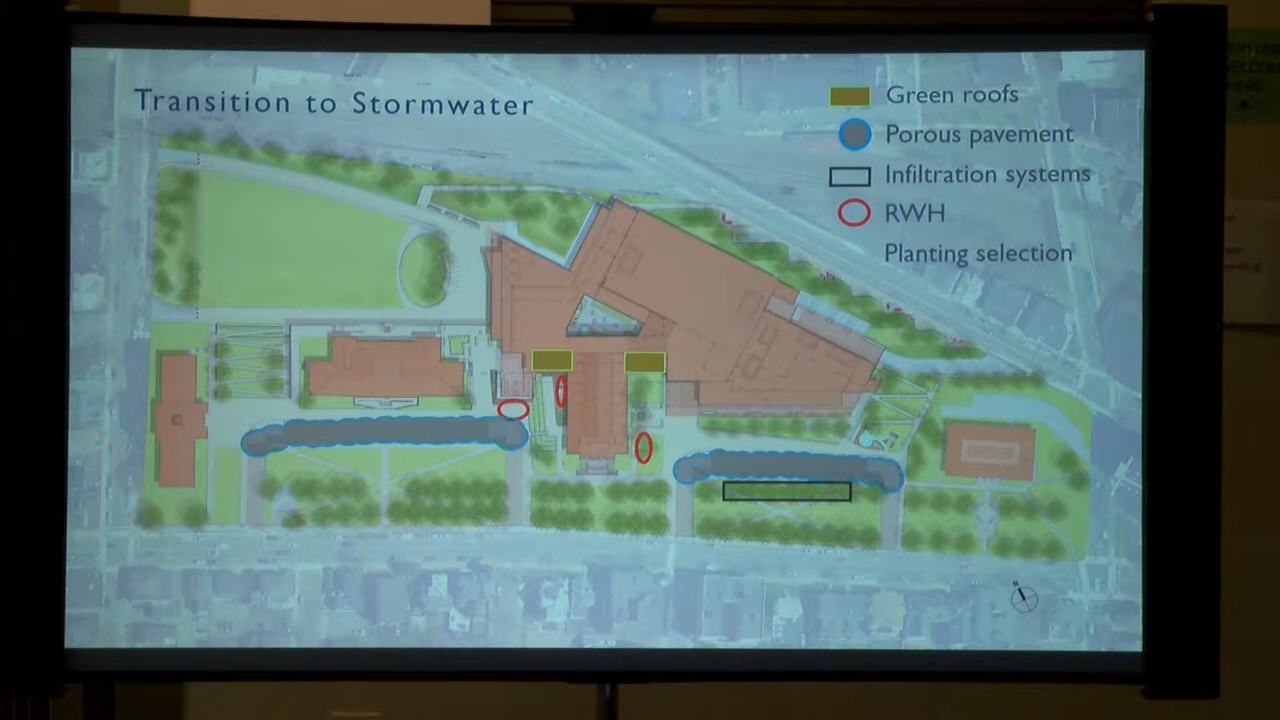 Transition to Stormwater
Green roofs
Porous pavement
Infiltration systems
RWH
Planting selection
N